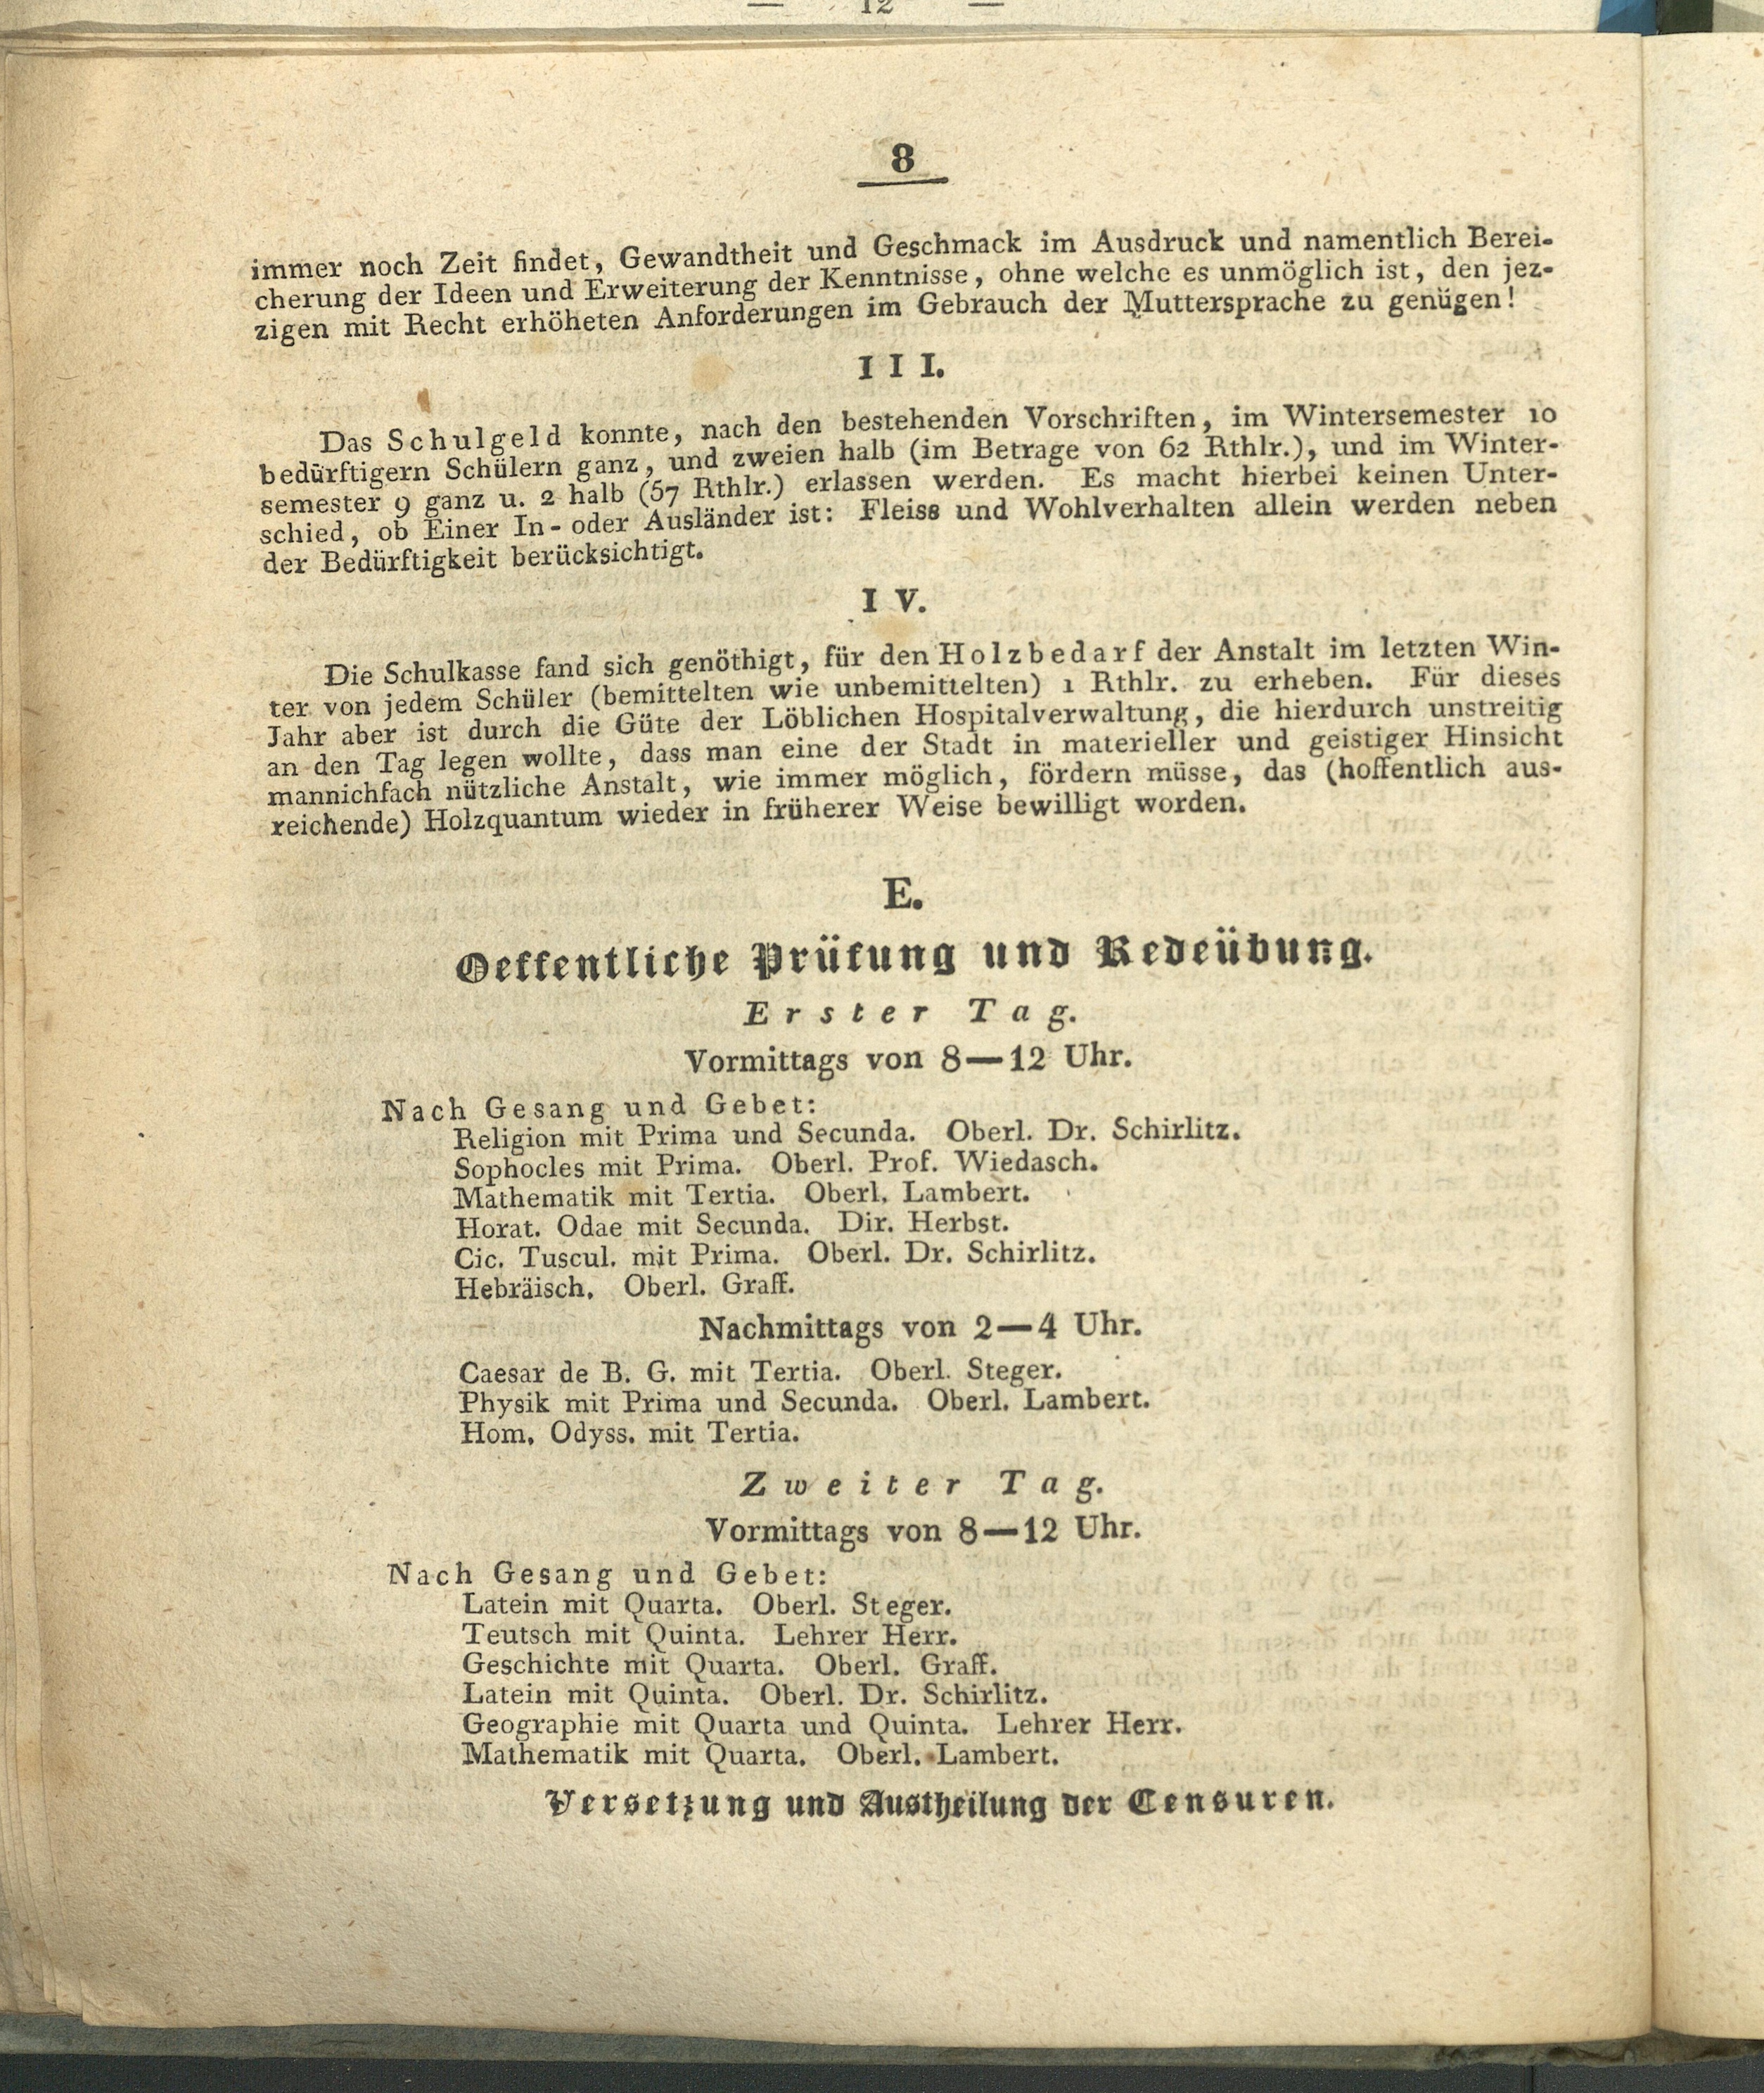 — 12 —
8
immer noch Zeit findet, Gewandtheit und Geschmack im Ausdruck und namentlich Berei-
cherung der Ideen und Erweiterung der Kenntnisse, ohne welche es unmöglich ist, den jez-
zigen mit Recht erhöheten Anforderungen im Gebrauch der Muttersprache zu genügen!
III.
Das Schulgeld konnte, nach den bestehenden Vorschriften, im Wintersemester 10
bedürftigern Schülern ganz, und zweien halb (im Betrage von 62 Rthlr.), und im Winter-
semester 9 ganz u. 2 halb (57 Rthlr.) erlassen werden. Es macht hierbei keinen Unter-
schied, ob Einer In- oder Ausländer ist: Fleiss und Wohlverhalten allein werden neben
der Bedürftigkeit berücksichtigt.
IV.
Die Schulkasse fand sich genöthigt, für den Holzbedarf der Anstalt im letzten Win-
ter von jedem Schüler (bemittelten wie unbemittelten) 1 Rthlr. zu erheben. Für dieses
Jahr aber ist durch die Güte der Löblichen Hospitalverwaltung, die hierdurch unstreitig
an den Tag legen wollte, dass man eine der Stadt in materieller und geistiger Hinsicht
mannichfach nützliche Anstalt, wie immer möglich, fördern müsse, das (hoffentlich aus-
reichende) Holzquantum wieder in früherer Weise bewilligt worden.
E.
Oeffentliche Prüfung und Redeübung.
Erster Tag.
Vormittags von 8—12 Uhr.
Nach Gesang und Gebet:
Religion mit Prima und Secunda. Oberl. Dr. Schirlitz.
Sophocles mit Prima. Oberl. Prof. Wiedasch.
Mathematik mit Tertia. Oberl. Lambert.
Horat. Odae mit Secunda. Dir. Herbst.
Cic. Tuscul. mit Prima. Oberl. Dr. Schirlitz.
Hebräisch. Oberl. Graff.
Nachmittags von 2—4 Uhr.
Caesar de B. G. mit Tertia. Oberl. Steger.
Physik mit Prima und Secunda. Oberl. Lambert.
Hom. Odyss. mit Tertia.
Zweiter Tag.
Vormittags von 8—12 Uhr.
Nach Gesang und Gebet:
Latein mit Quarta. Oberl. Steger.
Teutsch mit Quinta. Lehrer Herr.
Geschichte mit Quarta. Oberl. Graff.
Latein mit Quinta. Oberl. Dr. Schirlitz.
Geographie mit Quarta und Quinta. Lehrer Herr.
Mathematik mit Quarta. Oberl. Lambert.
Versetzung und Austheilung der Censuren.